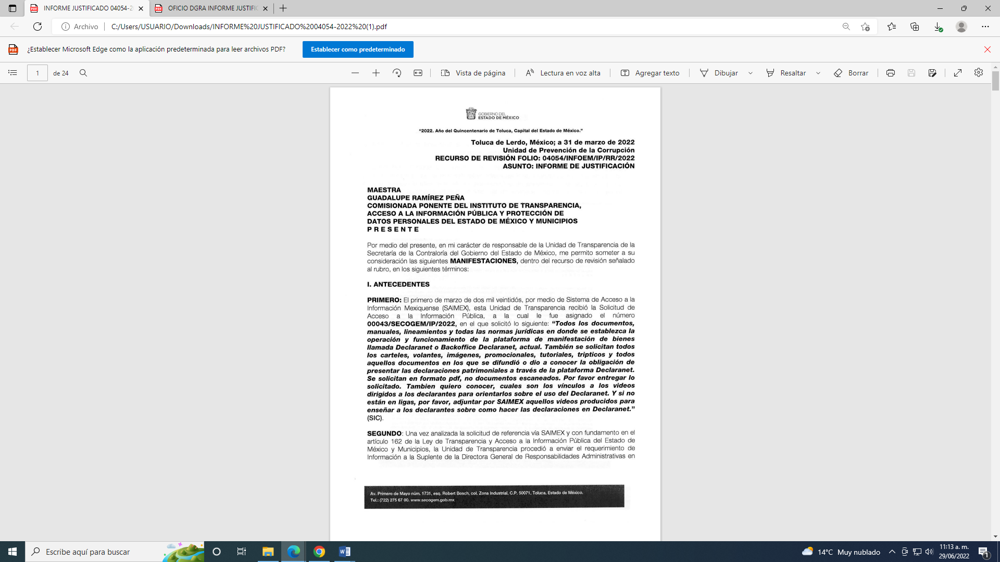 INFORME JUSTIFICADO 04054-2
OFICIO DGRA INFORME JUSTIFIC
Archivo
C:/Users/USUARIO/Downloads/INFORME%20JUSTIFICADO%2004054-2022%20(1).pdf
¿Establecer Microsoft Edge como la aplicación predeterminada para leer archivos PDF?
Establecer como predeterminado
1 de 24
Vista de página
Lectura en voz alta
Agregar texto
Dibujar
Resaltar
Borrar
GOBIERNO DEL
ESTADO DE MÉXICO
“2022. Año del Quincentenario de Toluca, Capital del Estado de México.”
Toluca de Lerdo, México; a 31 de marzo de 2022
Unidad de Prevención de la Corrupción
RECURSO DE REVISIÓN FOLIO: 04054/INFOEM/IP/RR/2022
ASUNTO: INFORME DE JUSTIFICACIÓN
MAESTRA
GUADALUPE RAMÍREZ PEÑA
COMISIONADA PONENTE DEL INSTITUTO DE TRANSPARENCIA,
ACCESO A LA INFORMACIÓN PÚBLICA Y PROTECCIÓN DE
DATOS PERSONALES DEL ESTADO DE MÉXICO Y MUNICIPIOS
P R E S E N T E
Por medio del presente, en mi carácter de responsable de la Unidad de Transparencia de la
Secretaría de la Contraloría del Gobierno del Estado de México, me permito someter a su
consideración las siguientes MANIFESTACIONES, dentro del recurso de revisión señalado
al rubro, en los siguientes términos:
I. ANTECEDENTES
PRIMERO: El primero de marzo de dos mil veintidós, por medio de Sistema de Acceso a la
Información Mexiquense (SAIMEX), esta Unidad de Transparencia recibió la Solicitud de
Acceso a la Información Pública, a la cual le fue asignado el número
00043/SECOGEM/IP/2022, en el que solicitó lo siguiente: “Todos los documentos,
manuales, lineamientos y todas las normas jurídicas en donde se establezca la
operación y funcionamiento de la plataforma de manifestación de bienes
llamada Declaranet o Backoffice Declaranet, actual. También se solicitan todos
los carteles, volantes, imágenes, promocionales, tutoriales, tripticos y todos
aquellos documentos en los que se difundió o dio a conocer la obligación de
presentar las declaraciones patrimoniales a través de la plataforma Declaranet.
Se solicitan en formato pdf, no documentos escaneados. Por favor entregar lo
solicitado. Tambien quiero conocer, cuales son los vínculos a los videos
dirigidos a los declarantes para orientarlos sobre el uso del Declaranet. Y si no
están en ligas, por favor, adjuntar por SAIMEX aquellos videos producidos para
enseñar a los declarantes sobre como hacer las declaraciones en Declaranet.”
(SIC).
SEGUNDO: Una vez analizada la solicitud de referencia vía SAIMEX y con fundamento en el
artículo 162 de la Ley de Transparencia y Acceso a la Información Pública del Estado de
México y Municipios, la Unidad de Transparencia procedió a enviar el requerimiento de
Información a la Suplente de la Directora General de Responsabilidades Administrativas en
Av. Primero de Mayo núm. 1731, esq. Robert Bosch, col. Zona Industrial, C.P. 50071, Toluca, Estado de México.
Tel.: (722) 275 67 00. www.secogem.gob.mx
Escribe aquí para buscar
14°C Muy nublado
11:13 a. m.
29/06/2022
1